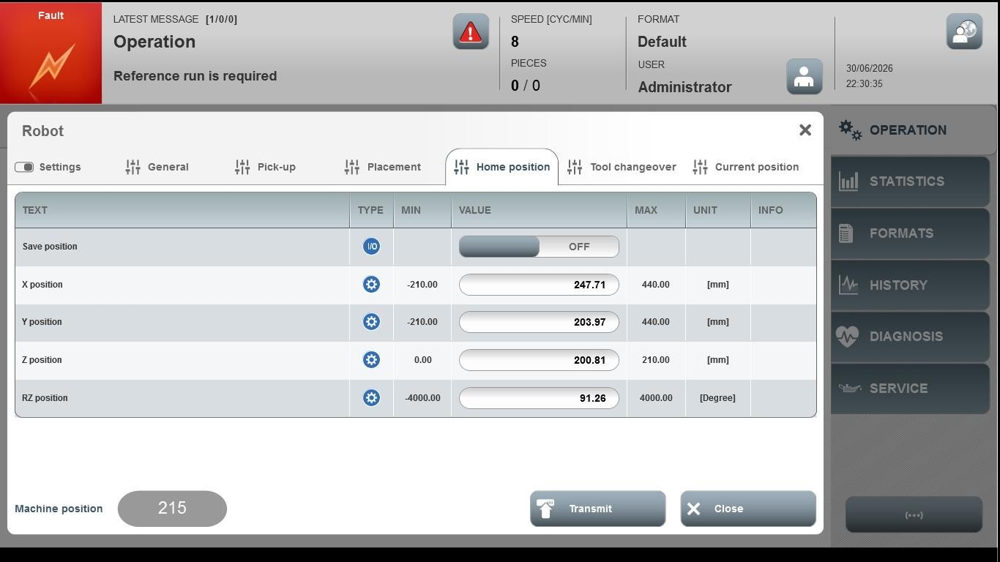 Fault
LATEST MESSAGE [1/0/0]
Operation
Reference run is required
SPEED [CYC/MIN]
8
PIECES
0 / 0
FORMAT
Default
USER
Administrator
30/06/2026
22:30:35
Robot
Settings General Pick-up Placement Home position Tool changeover Current position
TEXT TYPE MIN VALUE MAX UNIT INFO
Save position I/O OFF
X position -210.00 247.71 440.00 [mm]
Y position -210.00 203.97 440.00 [mm]
Z position 0.00 200.81 210.00 [mm]
RZ position -4000.00 91.26 4000.00 [Degree]
Machine position 215 Transmit Close
OPERATION
STATISTICS
FORMATS
HISTORY
DIAGNOSIS
SERVICE
(•••)